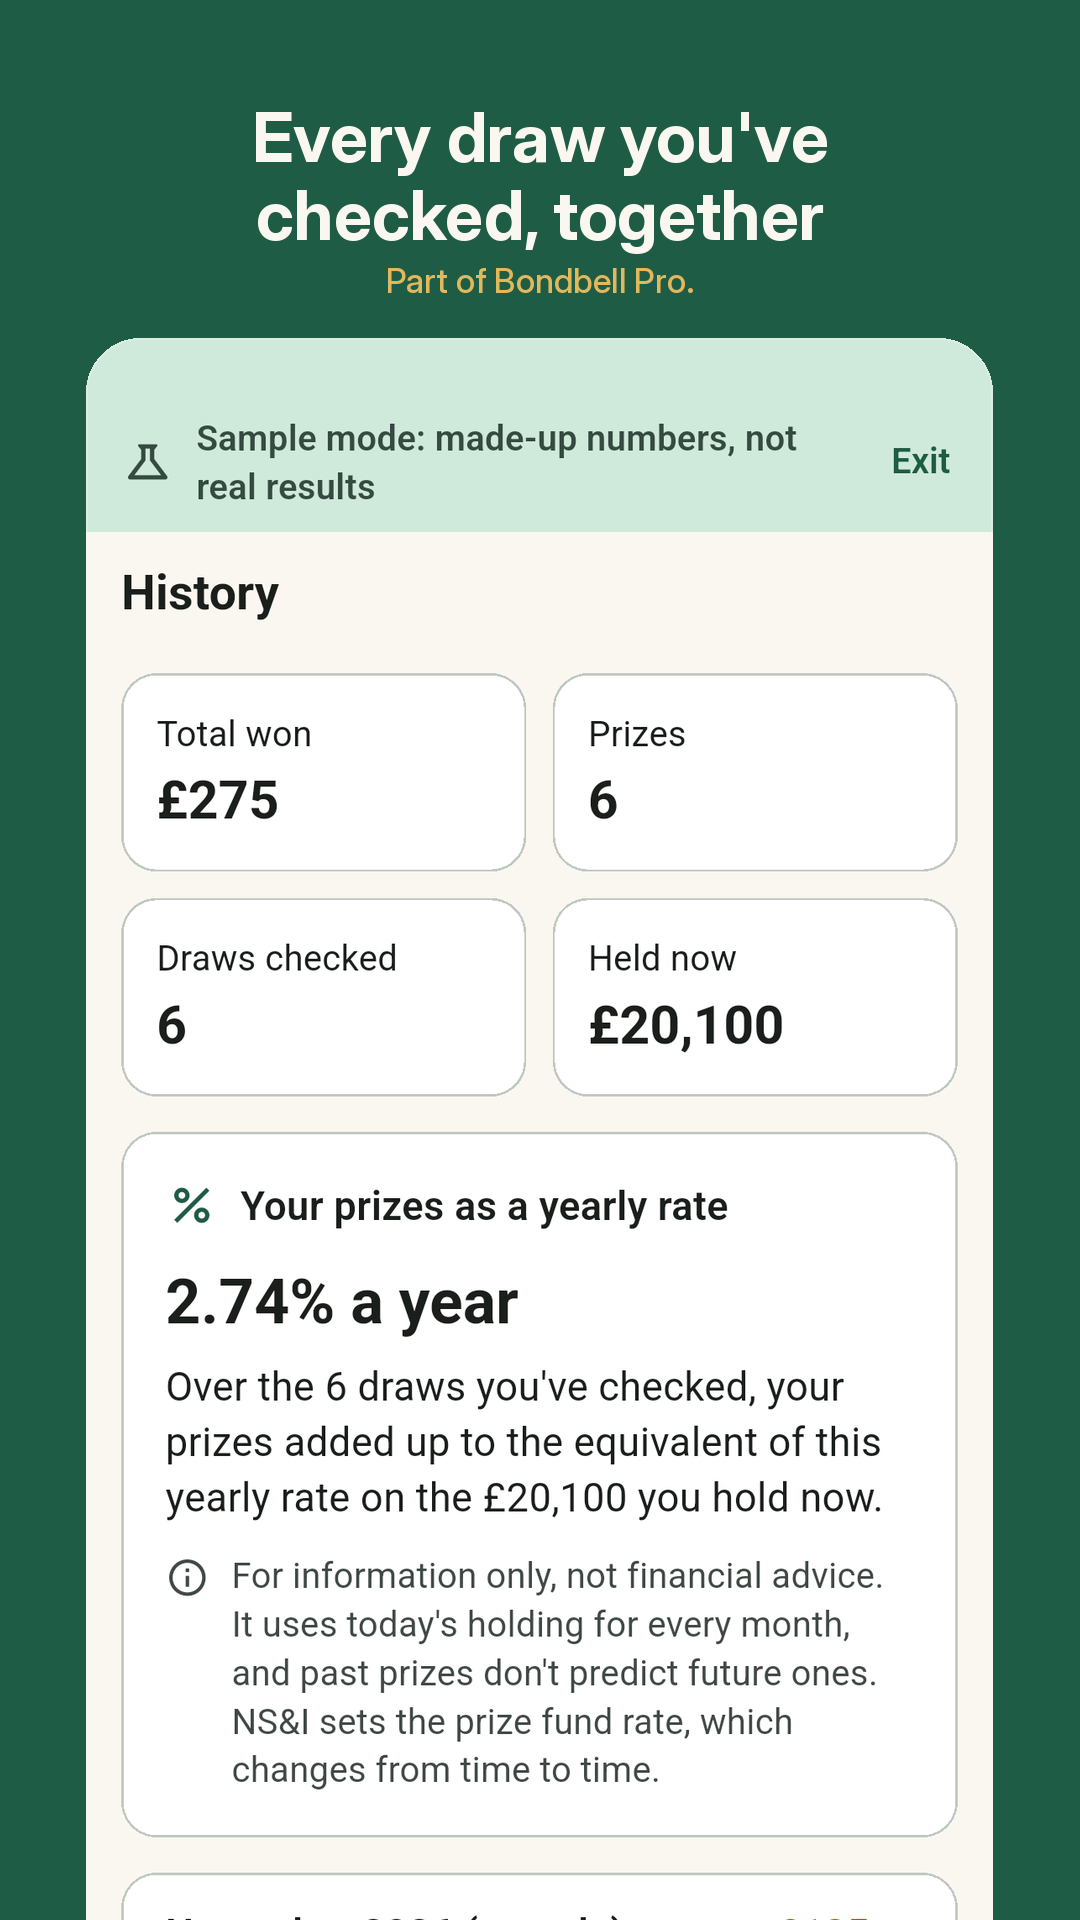 Every draw you've
checked, together
Part of Bondbell Pro.
Sample mode: made-up numbers, not
real results
Exit
History
Total won
£275
Prizes
6
Draws checked
6
Held now
£20,100
Your prizes as a yearly rate
2.74% a year
Over the 6 draws you've checked, your
prizes added up to the equivalent of this
yearly rate on the £20,100 you hold now.
For information only, not financial advice.
It uses today's holding for every month,
and past prizes don't predict future ones.
NS&I sets the prize fund rate, which
changes from time to time.